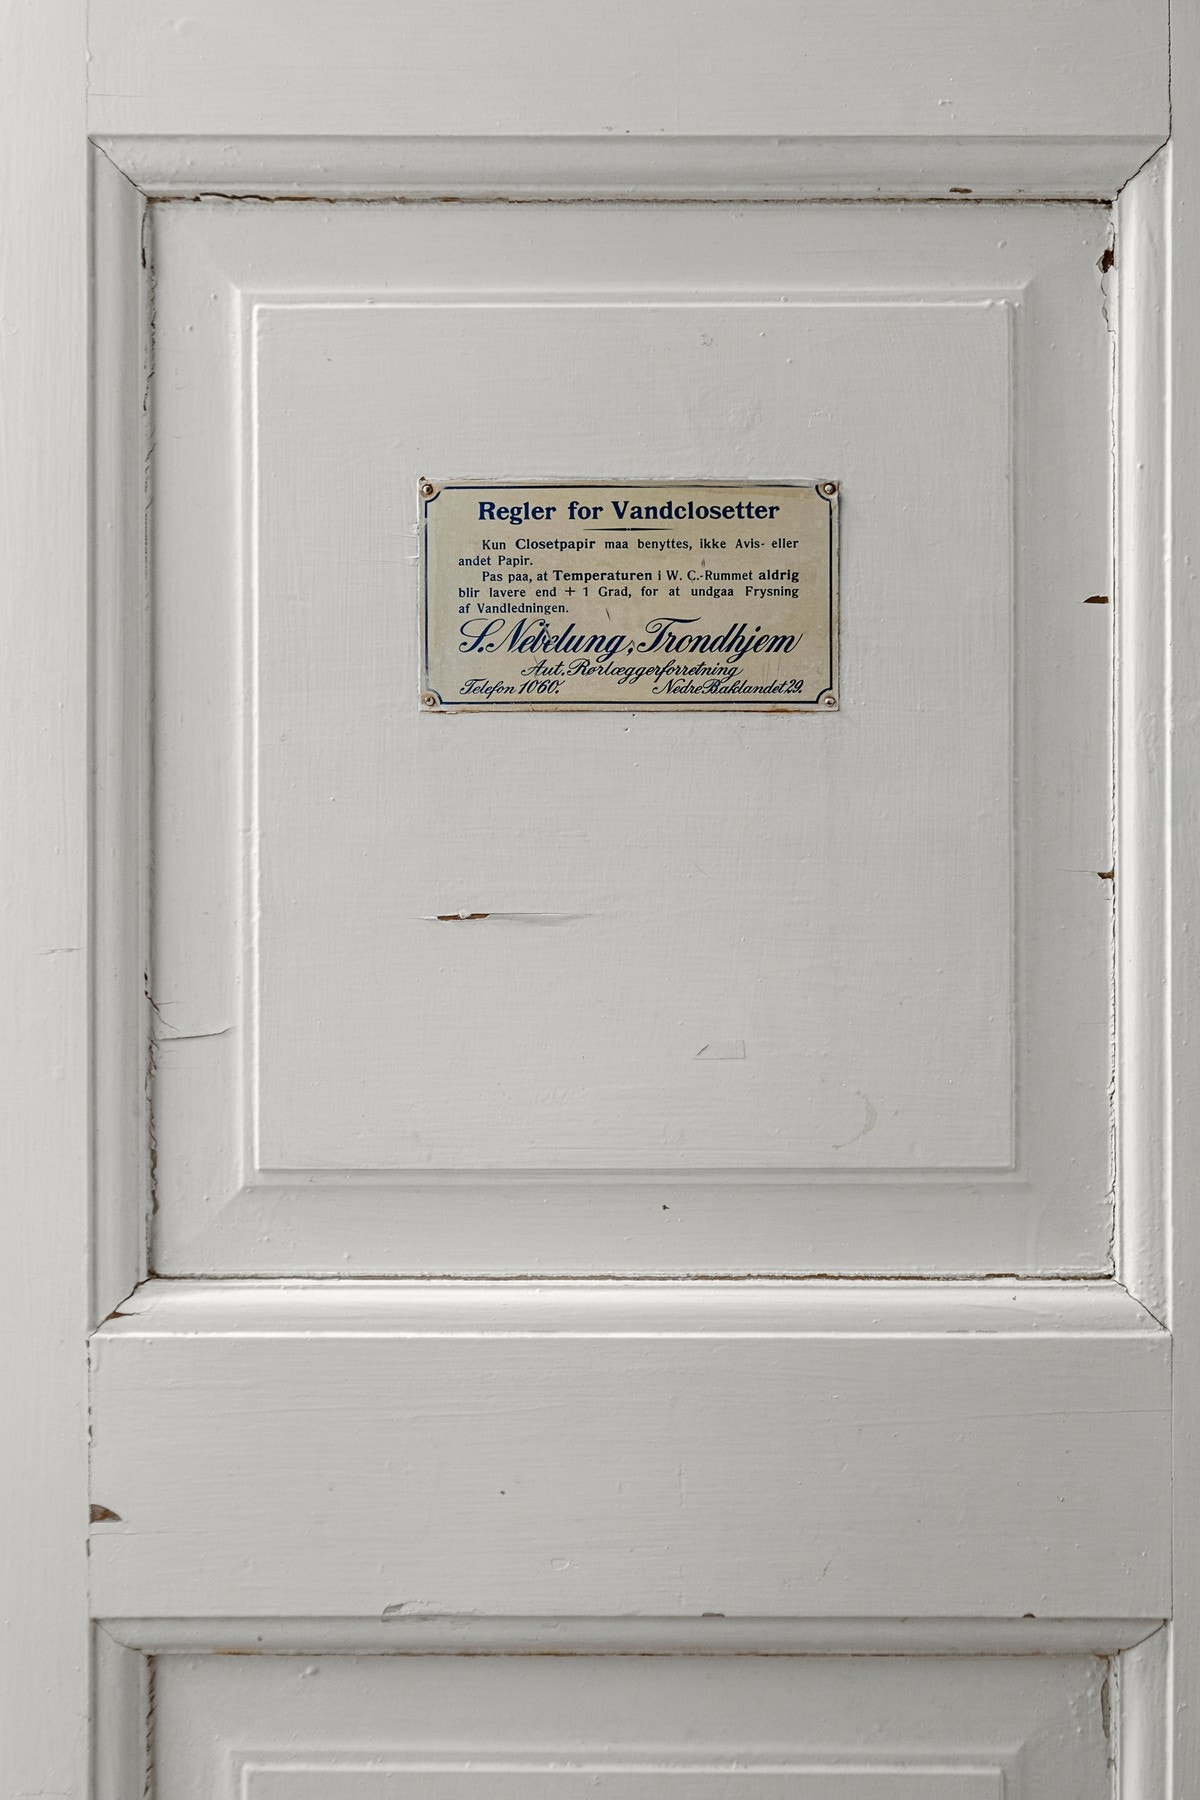 Regler for Vandclosetter
Kun Closetpapir maa benyttes, ikke Avis- eller
andet Papir.
Pas paa, at Temperaturen i W. C.-Rummet aldrig
blir lavere end + 1 Grad, for at undgaa Frysning
af Vandledningen.
S. Nebelung, Trondhjem
Aut. Rørlæggerforretning
Telefon 1060. Nedre Baklandet 29.